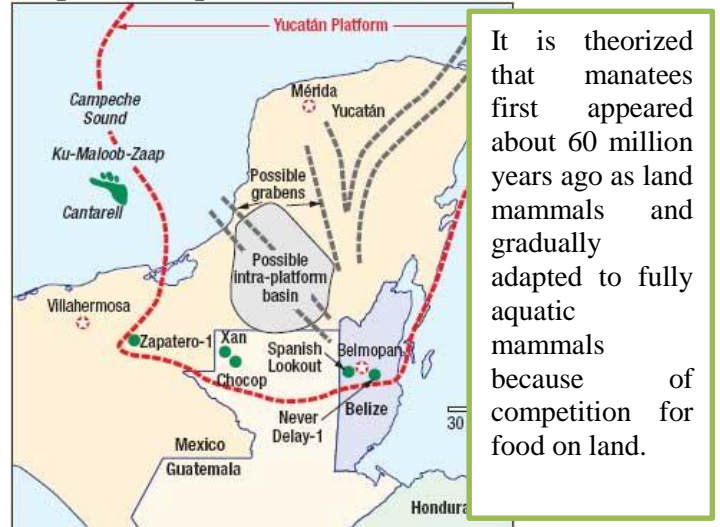 Yucatán Platform
Campeche
Sound
Mérida
Yucatán
Ku-Maloob-Zaap
Cantarell
Possible
grabens
Possible
intra-platform
basin
Villahermosa
Zapatero-1
Xan
Chocop
Spanish
Lookout
Belmopan
Never
Delay-1
Belize
30
Mexico
Guatemala
It is theorized
that manatees
first appeared
about 60 million
years ago as land
mammals and
gradually
adapted to fully
aquatic
mammals
because of
competition for
food on land.